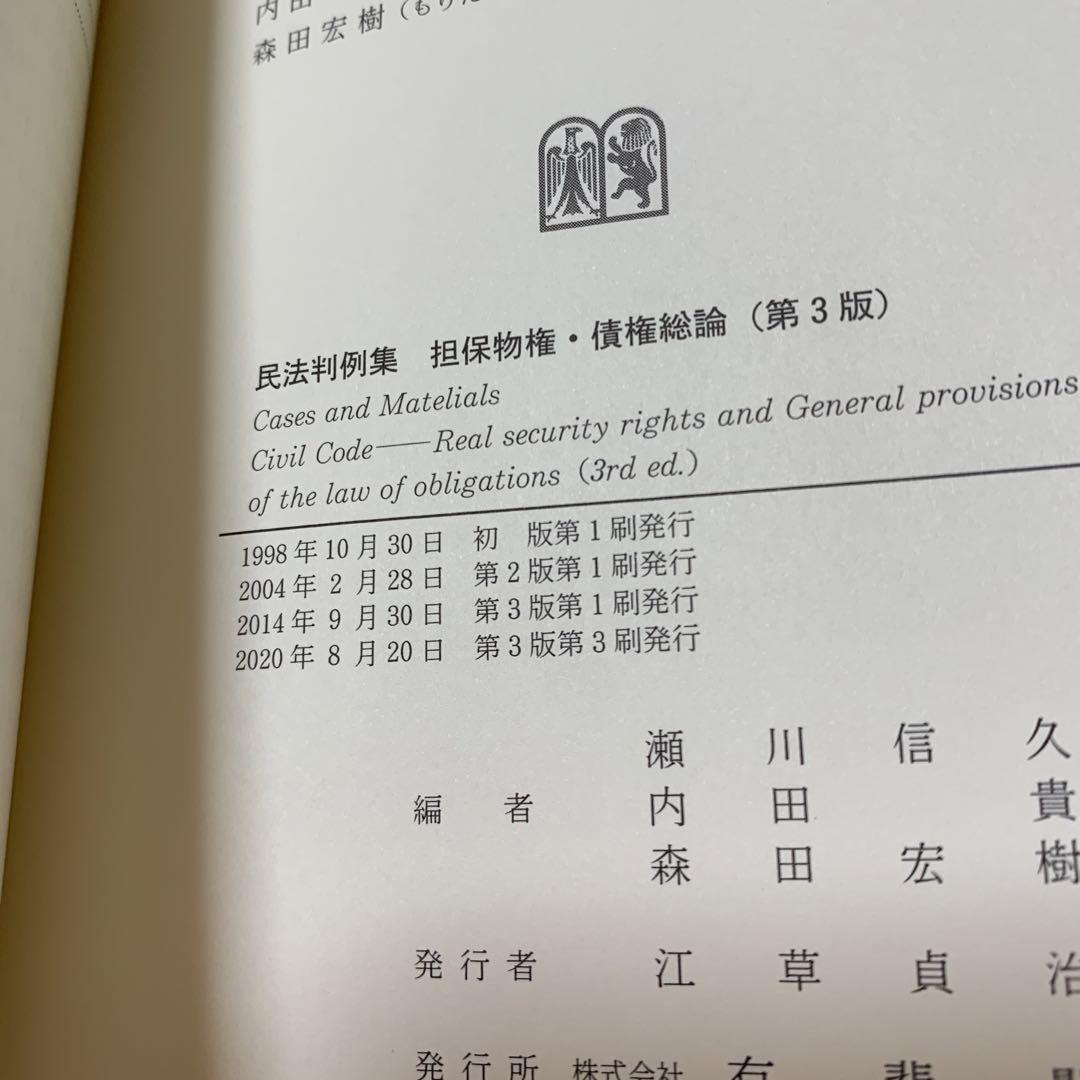 内田
森田宏樹（もりた
民法判例集　担保物権・債権総論（第3版）
Cases and Matelials
Civil Code——Real security rights and General provisions
of the law of obligations (3rd ed.)
1998年10月30日　初　版第1刷発行
2004年 2月28日　第2版第1刷発行
2014年 9月30日　第3版第1刷発行
2020年 8月20日　第3版第3刷発行
瀬川信久
編者　内田　貴
森田宏樹
発行者　江草貞治
発行所　株式会社　有斐